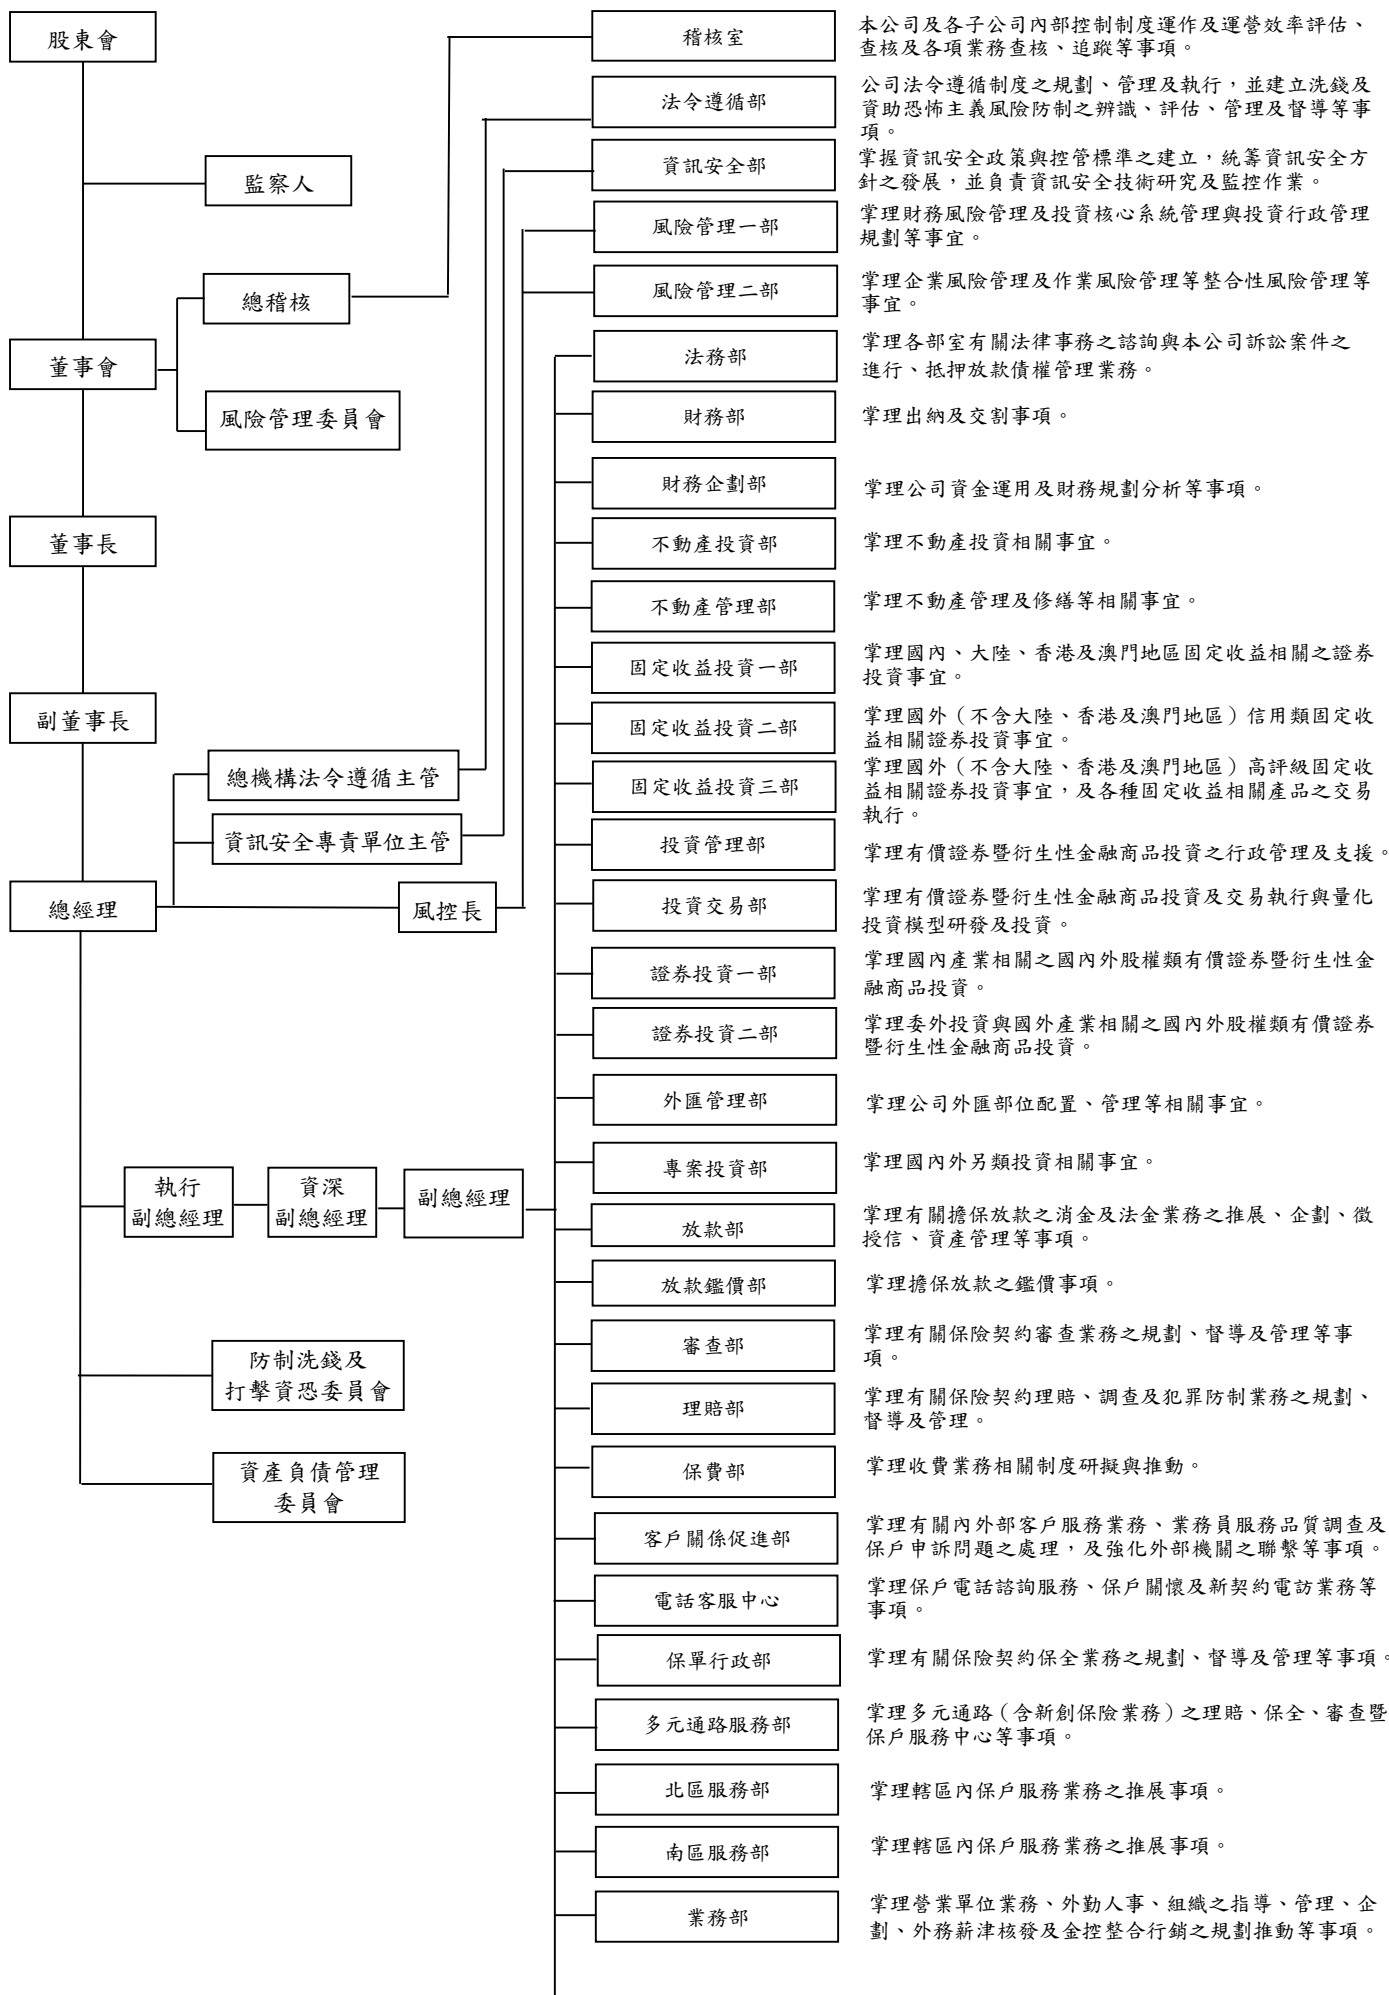 股東會
監察人
總稽核
董事會
風險管理委員會
董事長
副董事長
總機構法令遵循主管
資訊安全專責單位主管
總經理
風控長
執行
副總經理
資深
副總經理
副總經理
防制洗錢及
打擊資恐委員會
資產負債管理
委員會
稽核室
本公司及各子公司內部控制制度運作及運營效率評估、
查核及各項業務查核、追蹤等事項。
法令遵循部
公司法令遵循制度之規劃、管理及執行，並建立洗錢及
資助恐怖主義風險防制之辨識、評估、管理及督導等事
項。
資訊安全部
掌握資訊安全政策與控管標準之建立，統籌資訊安全方
針之發展，並負責資訊安全技術研究及監控作業。
風險管理一部
掌理財務風險管理及投資核心系統管理與投資行政管理
規劃等事宜。
風險管理二部
掌理企業風險管理及作業風險管理等整合性風險管理等
事宜。
法務部
掌理各部室有關法律事務之諮詢與本公司訴訟案件之
進行、抵押放款債權管理業務。
財務部
掌理出納及交割事項。
財務企劃部
掌理公司資金運用及財務規劃分析等事項。
不動產投資部
掌理不動產投資相關事宜。
不動產管理部
掌理不動產管理及修繕等相關事宜。
固定收益投資一部
掌理國內、大陸、香港及澳門地區固定收益相關之證券
投資事宜。
固定收益投資二部
掌理國外（不含大陸、香港及澳門地區）信用類固定收
益相關證券投資事宜。
固定收益投資三部
掌理國外（不含大陸、香港及澳門地區）高評級固定收
益相關證券投資事宜，及各種固定收益相關產品之交易
執行。
投資管理部
掌理有價證券暨衍生性金融商品投資之行政管理及支援。
投資交易部
掌理有價證券暨衍生性金融商品投資及交易執行與量化
投資模型研發及投資。
證券投資一部
掌理國內產業相關之國內外股權類有價證券暨衍生性金
融商品投資。
證券投資二部
掌理委外投資與國外產業相關之國內外股權類有價證券
暨衍生性金融商品投資。
外匯管理部
掌理公司外匯部位配置、管理等相關事宜。
專案投資部
掌理國內外另類投資相關事宜。
放款部
掌理有關擔保放款之消金及法金業務之推展、企劃、徵
授信、資產管理等事項。
放款鑑價部
掌理擔保放款之鑑價事項。
審查部
掌理有關保險契約審查業務之規劃、督導及管理等事
項。
理賠部
掌理有關保險契約理賠、調查及犯罪防制業務之規劃、
督導及管理。
保費部
掌理收費業務相關制度研擬與推動。
客戶關係促進部
掌理有關內外部客戶服務業務、業務員服務品質調查及
保戶申訴問題之處理，及強化外部機關之聯繫等事項。
電話客服中心
掌理保戶電話諮詢服務、保戶關懷及新契約電訪業務等
事項。
保單行政部
掌理有關保險契約保全業務之規劃、督導及管理等事項。
多元通路服務部
掌理多元通路（含新創保險業務）之理賠、保全、審查暨
保戶服務中心等事項。
北區服務部
掌理轄區內保戶服務業務之推展事項。
南區服務部
掌理轄區內保戶服務業務之推展事項。
業務部
掌理營業單位業務、外勤人事、組織之指導、管理、企
劃、外務薪津核發及金控整合行銷之規劃推動等事項。